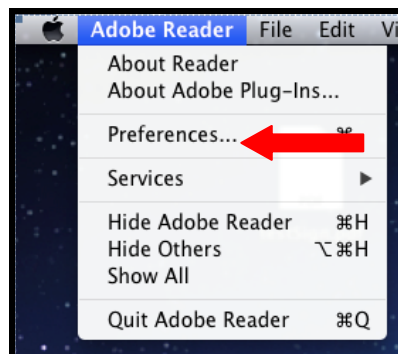 Adobe Reader File Edit
About Reader
About Adobe Plug-Ins...
Preferences... ⌘
Services ▶
Hide Adobe Reader ⌘H
Hide Others ⌥⌘H
Show All
Quit Adobe Reader ⌘Q